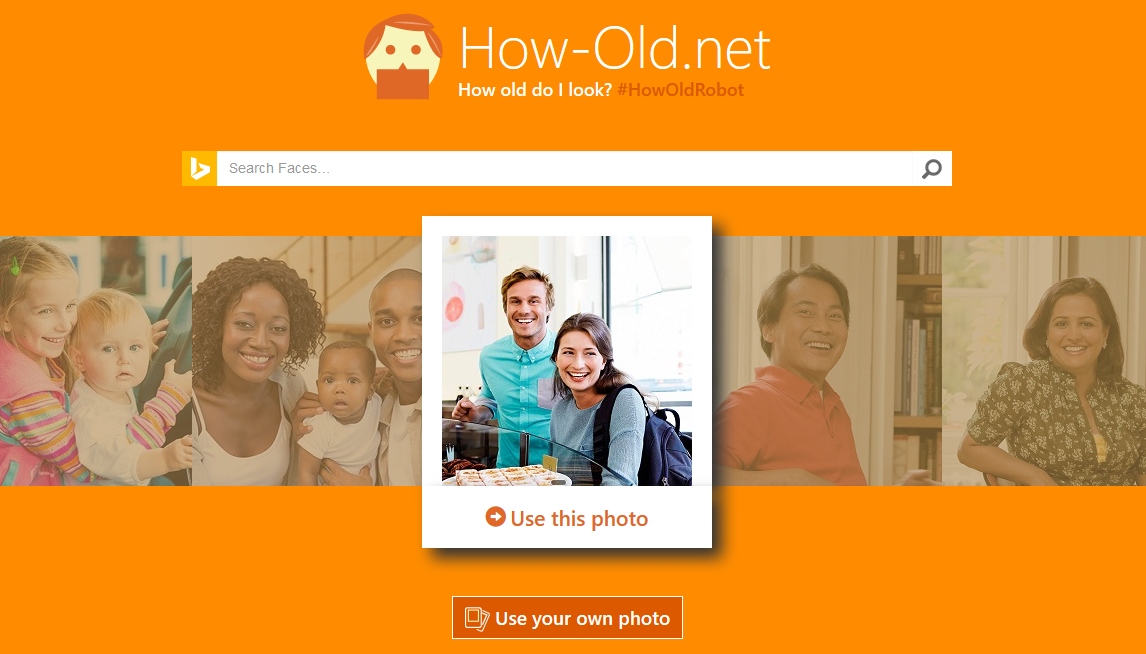 How-Old.net
How old do I look? #HowOldRobot
Search Faces...
Use this photo
Use your own photo